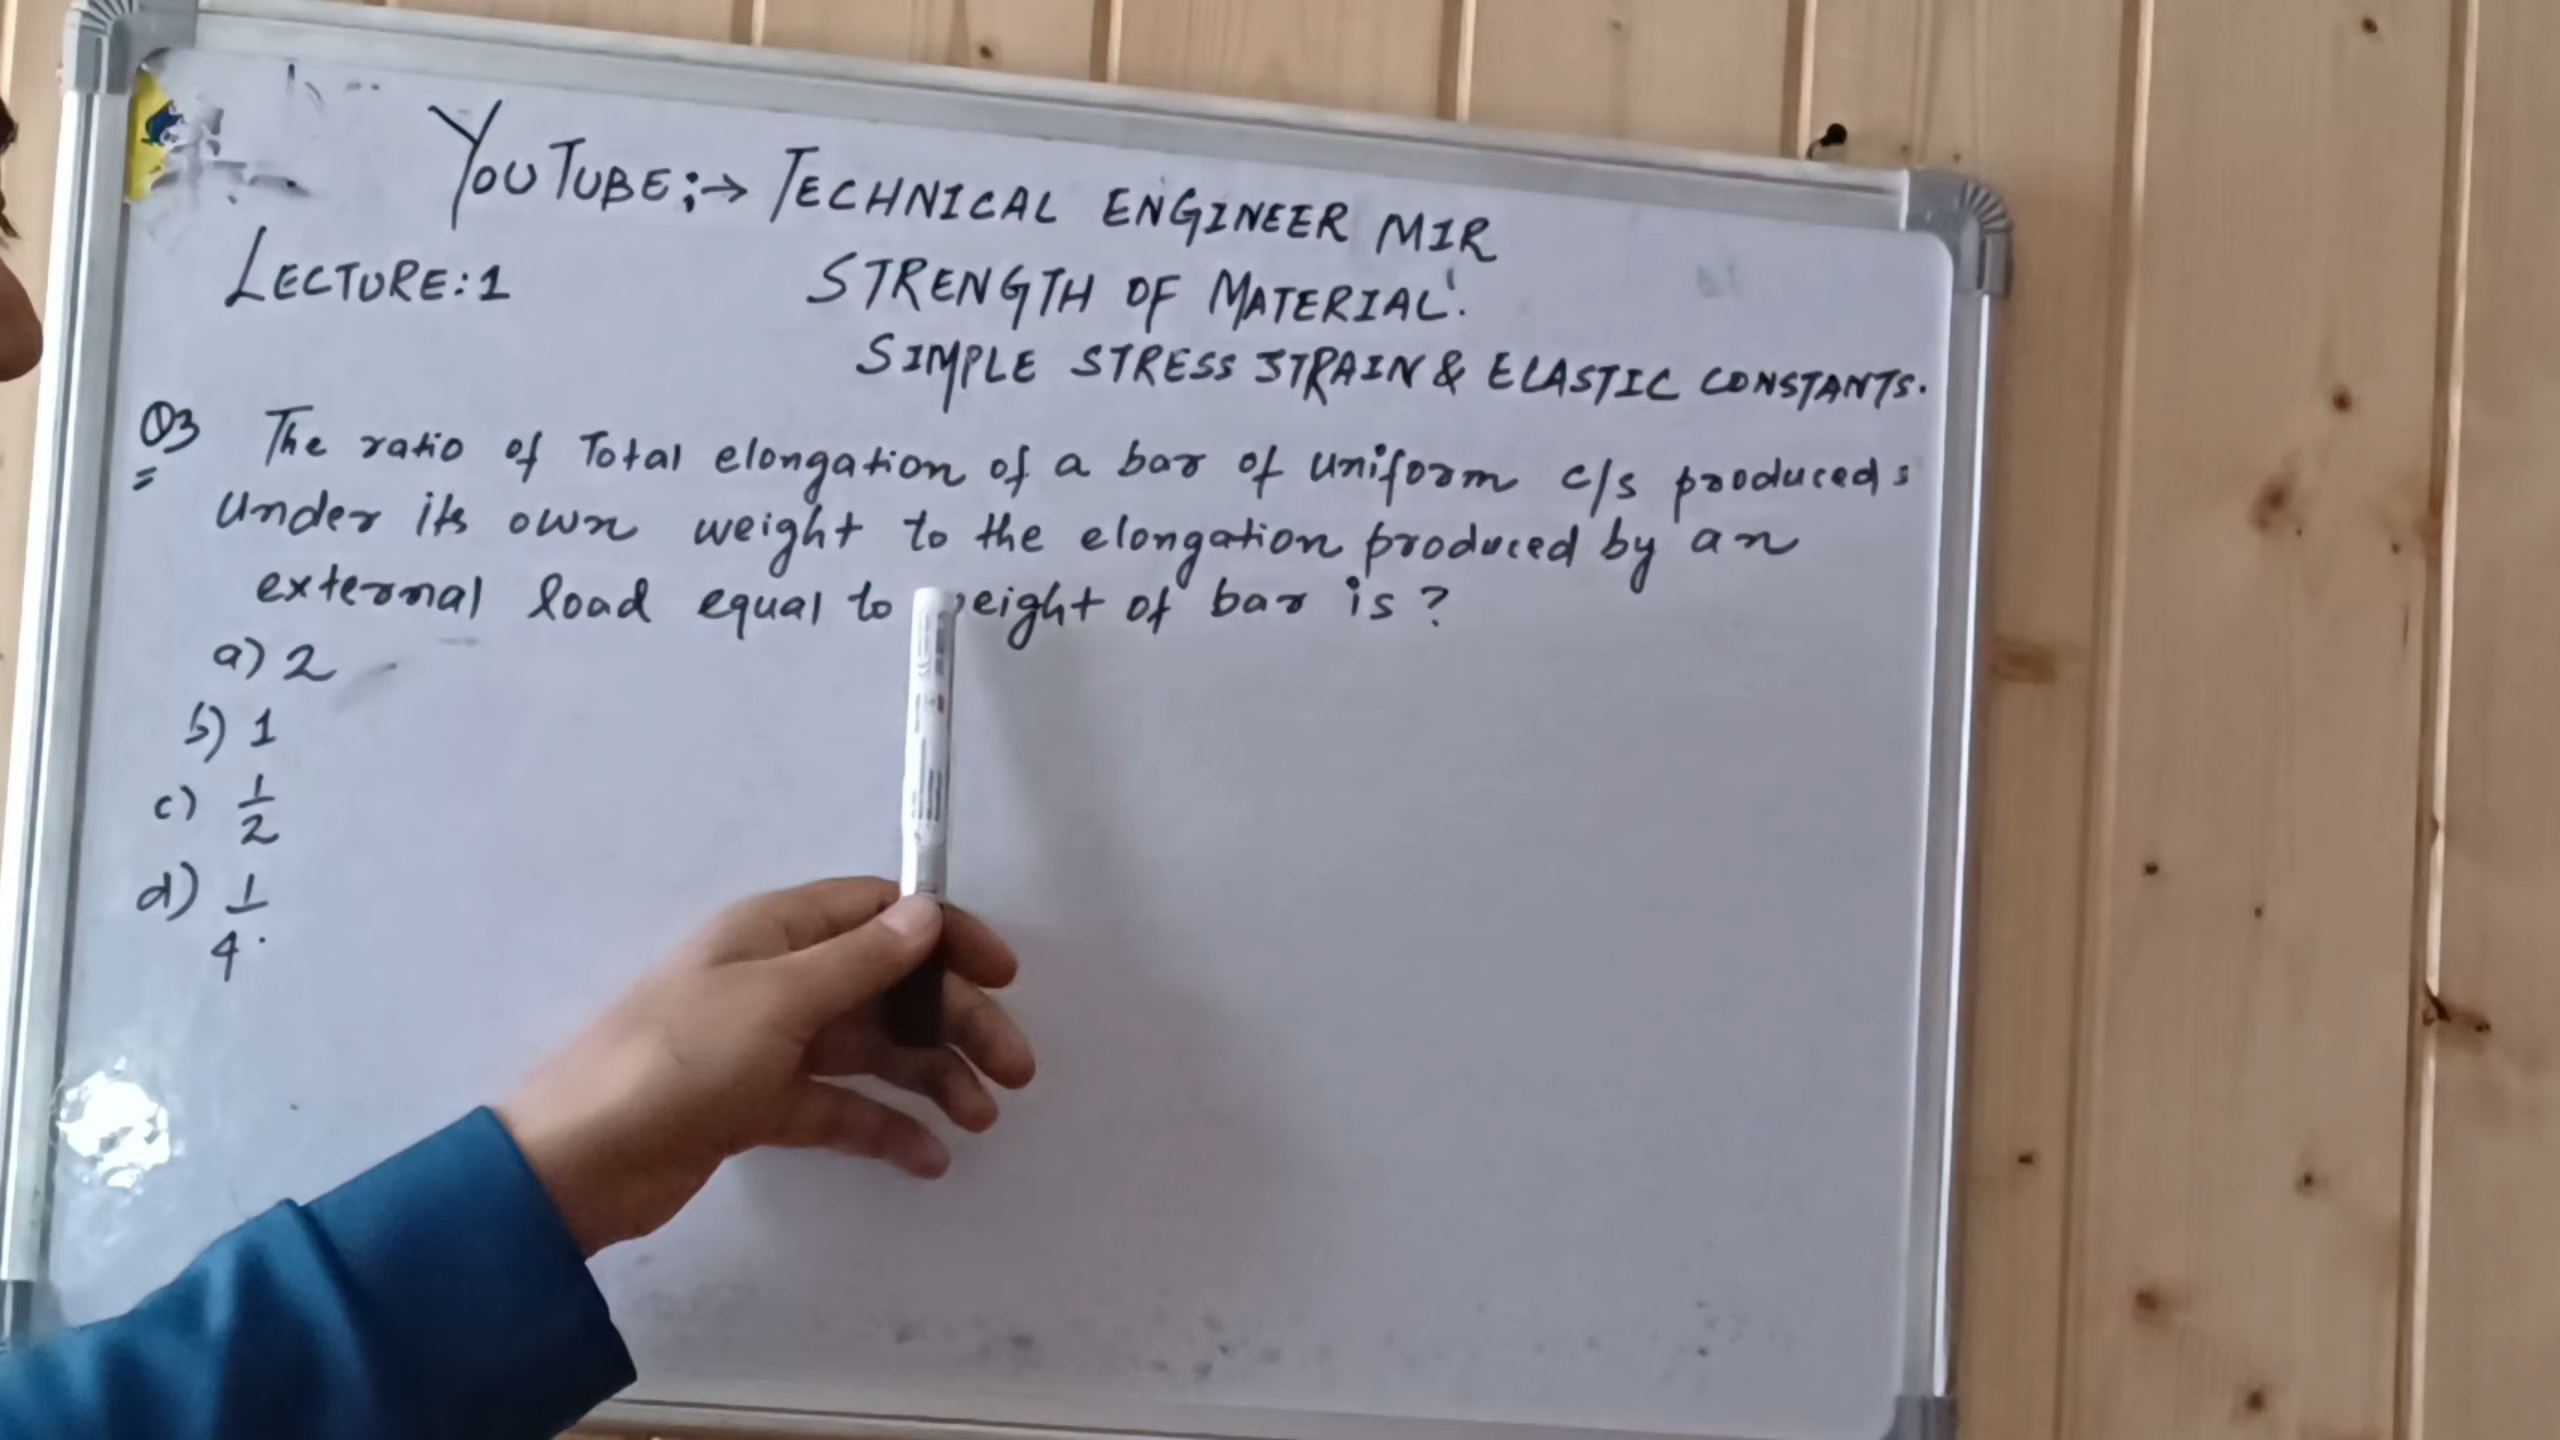 YOUTUBE:→ TECHNICAL ENGINEER MIR
LECTURE:1 STRENGTH OF MATERIAL.
SIMPLE STRESS STRAIN & ELASTIC CONSTANTS.
Q3 The ratio of Total elongation of a bar of uniform c/s produced
under its own weight to the elongation produced by an
external load equal to weight of bar is?
a) 2
b) 1
c) 1/2
d) 1/4.